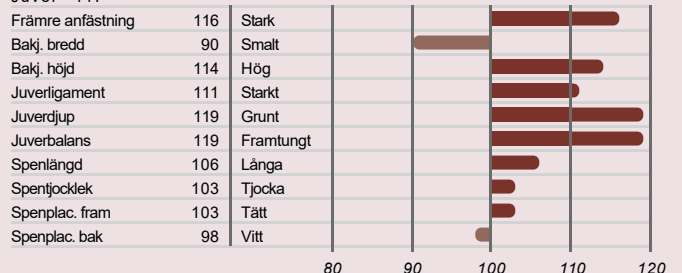 Främre anfästning 116 Stark
Bakj. bredd 90 Smalt
Bakj. höjd 114 Hög
Juverligament 111 Starkt
Juverdjup 119 Grunt
Juverbalans 119 Framtungt
Spenlängd 106 Långa
Spentjocklek 103 Tjocka
Spenplac. fram 103 Tätt
Spenplac. bak 98 Vitt
80 90 100 110 120